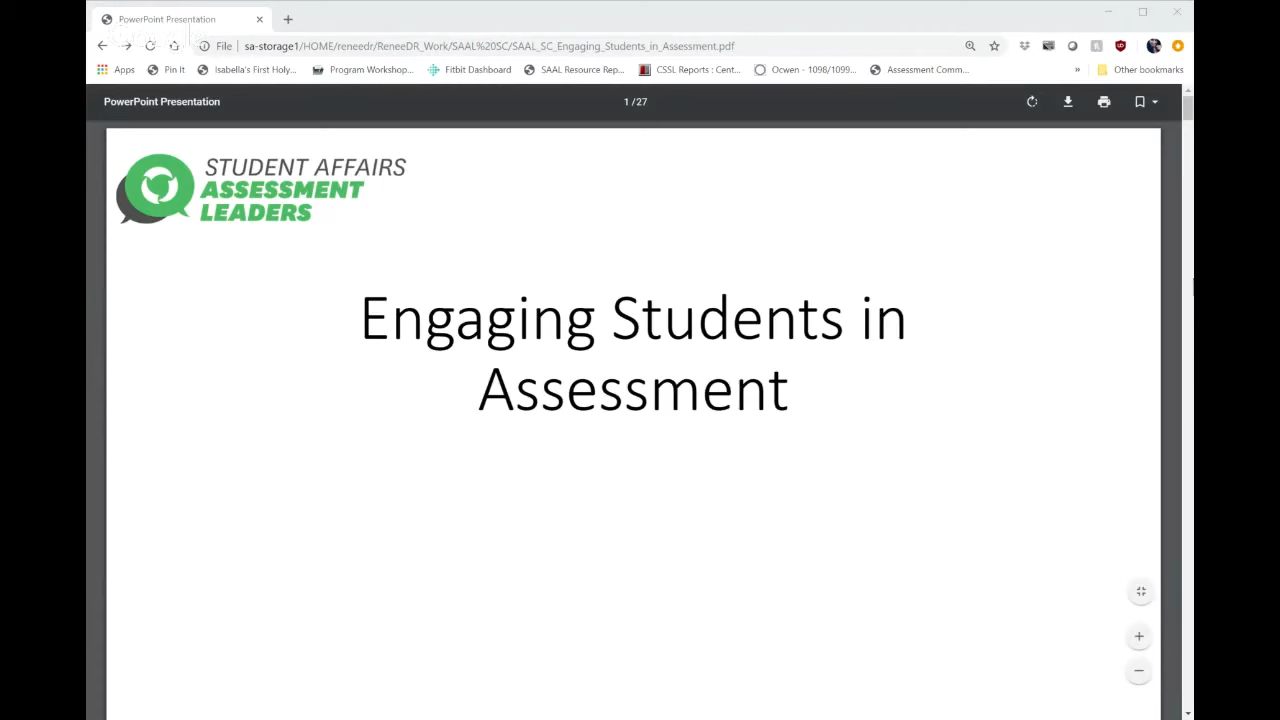 PowerPoint Presentation
File
sa-storage1/HOME/reneedr/ReneeDR_Work/SAAL%20SC/SAAL_SC_Engaging_Students_in_Assessment.pdf
Apps
Pin It
Isabella's First Holy...
Program Workshop...
Fitbit Dashboard
SAAL Resource Rep...
CSSL Reports : Cent...
Ocwen - 1098/1099...
Assessment Comm...
»
Other bookmarks
PowerPoint Presentation
1 / 27
STUDENT AFFAIRS
ASSESSMENT
LEADERS
Engaging Students in
Assessment